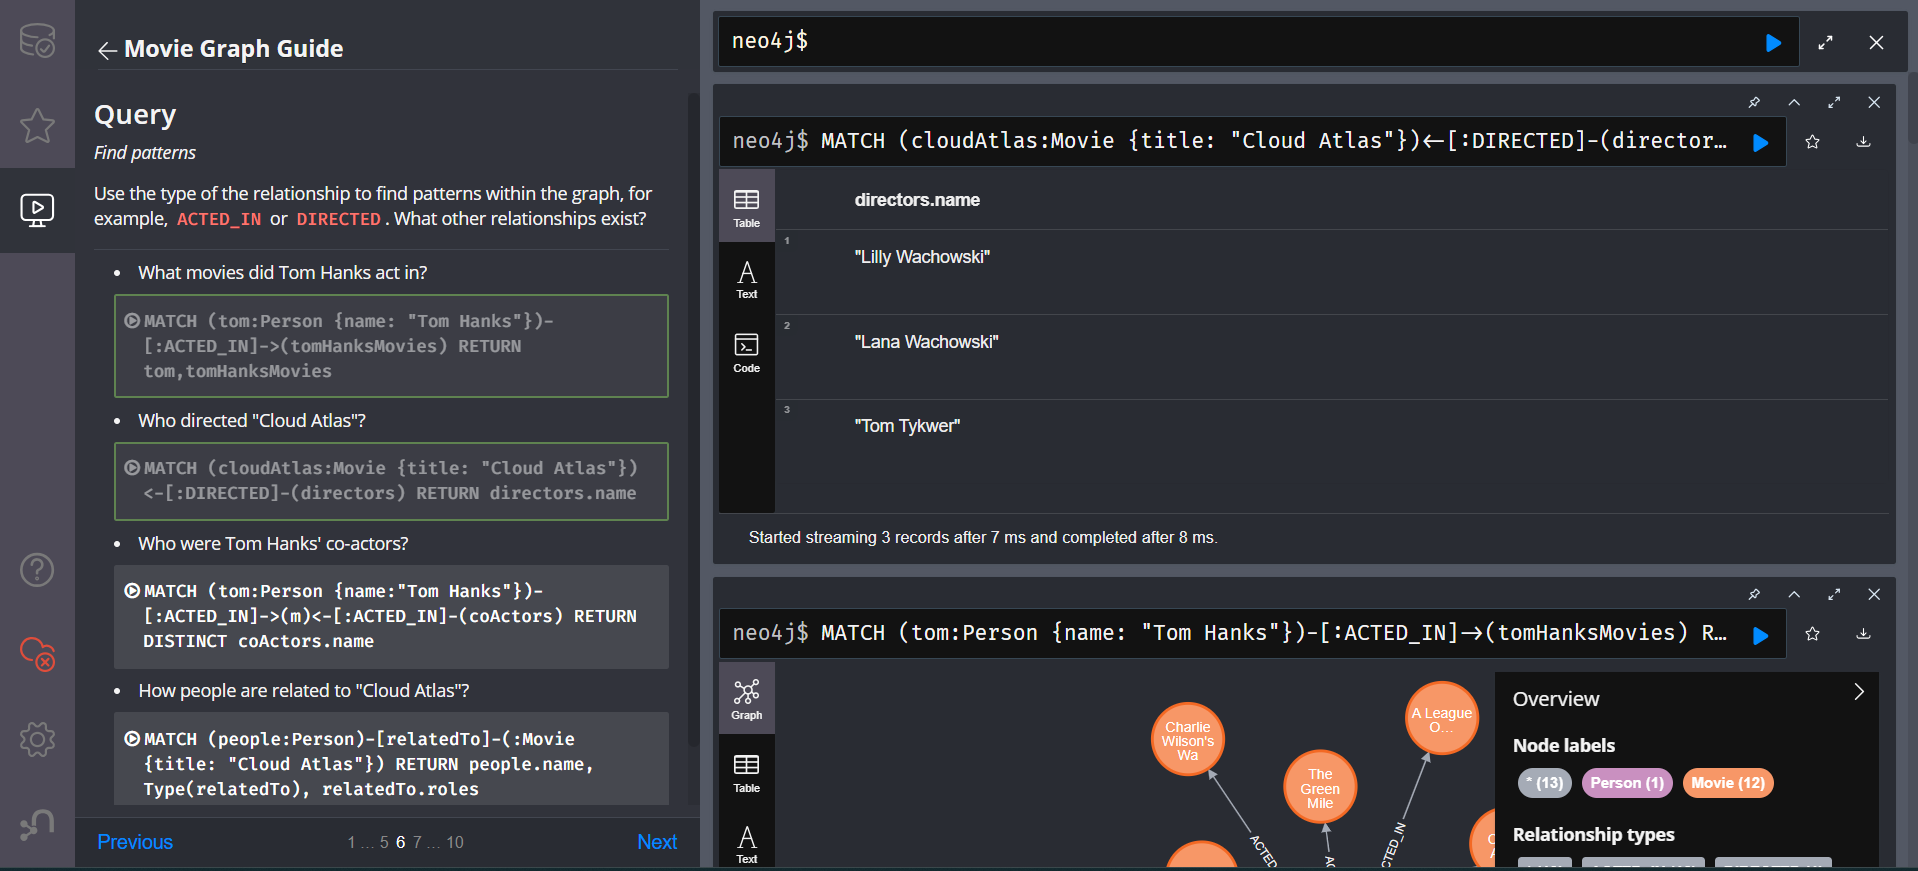 Movie Graph Guide
Query
Find patterns
Use the type of the relationship to find patterns within the graph, for
example, ACTED_IN or DIRECTED. What other relationships exist?
• What movies did Tom Hanks act in?
MATCH (tom:Person {name: "Tom Hanks"})-
[:ACTED_IN]->(tomHanksMovies) RETURN
tom,tomHanksMovies
• Who directed "Cloud Atlas"?
MATCH (cloudAtlas:Movie {title: "Cloud Atlas"})
<-[:DIRECTED]-(directors) RETURN directors.name
• Who were Tom Hanks' co-actors?
MATCH (tom:Person {name:"Tom Hanks"})-
[:ACTED_IN]->(m)<-[:ACTED_IN]-(coActors) RETURN
DISTINCT coActors.name
• How people are related to "Cloud Atlas"?
MATCH (people:Person)-[relatedTo]-(:Movie
{title: "Cloud Atlas"}) RETURN people.name,
Type(relatedTo), relatedTo.roles
Previous
1 ... 5 6 7 ... 10
Next
neo4j$
neo4j$ MATCH (cloudAtlas:Movie {title: "Cloud Atlas"})<-[:DIRECTED]-(director…
Table
Text
Code
directors.name
1
"Lilly Wachowski"
2
"Lana Wachowski"
3
"Tom Tykwer"
Started streaming 3 records after 7 ms and completed after 8 ms.
neo4j$ MATCH (tom:Person {name: "Tom Hanks"})-[:ACTED_IN]->(tomHanksMovies) R…
Graph
Table
Text
Charlie
Wilson's
Wa
The
Green
Mile
A League
O...
ACTED
AC
CTED_IN
Overview
Node labels
* (13)
Person (1)
Movie (12)
Relationship types